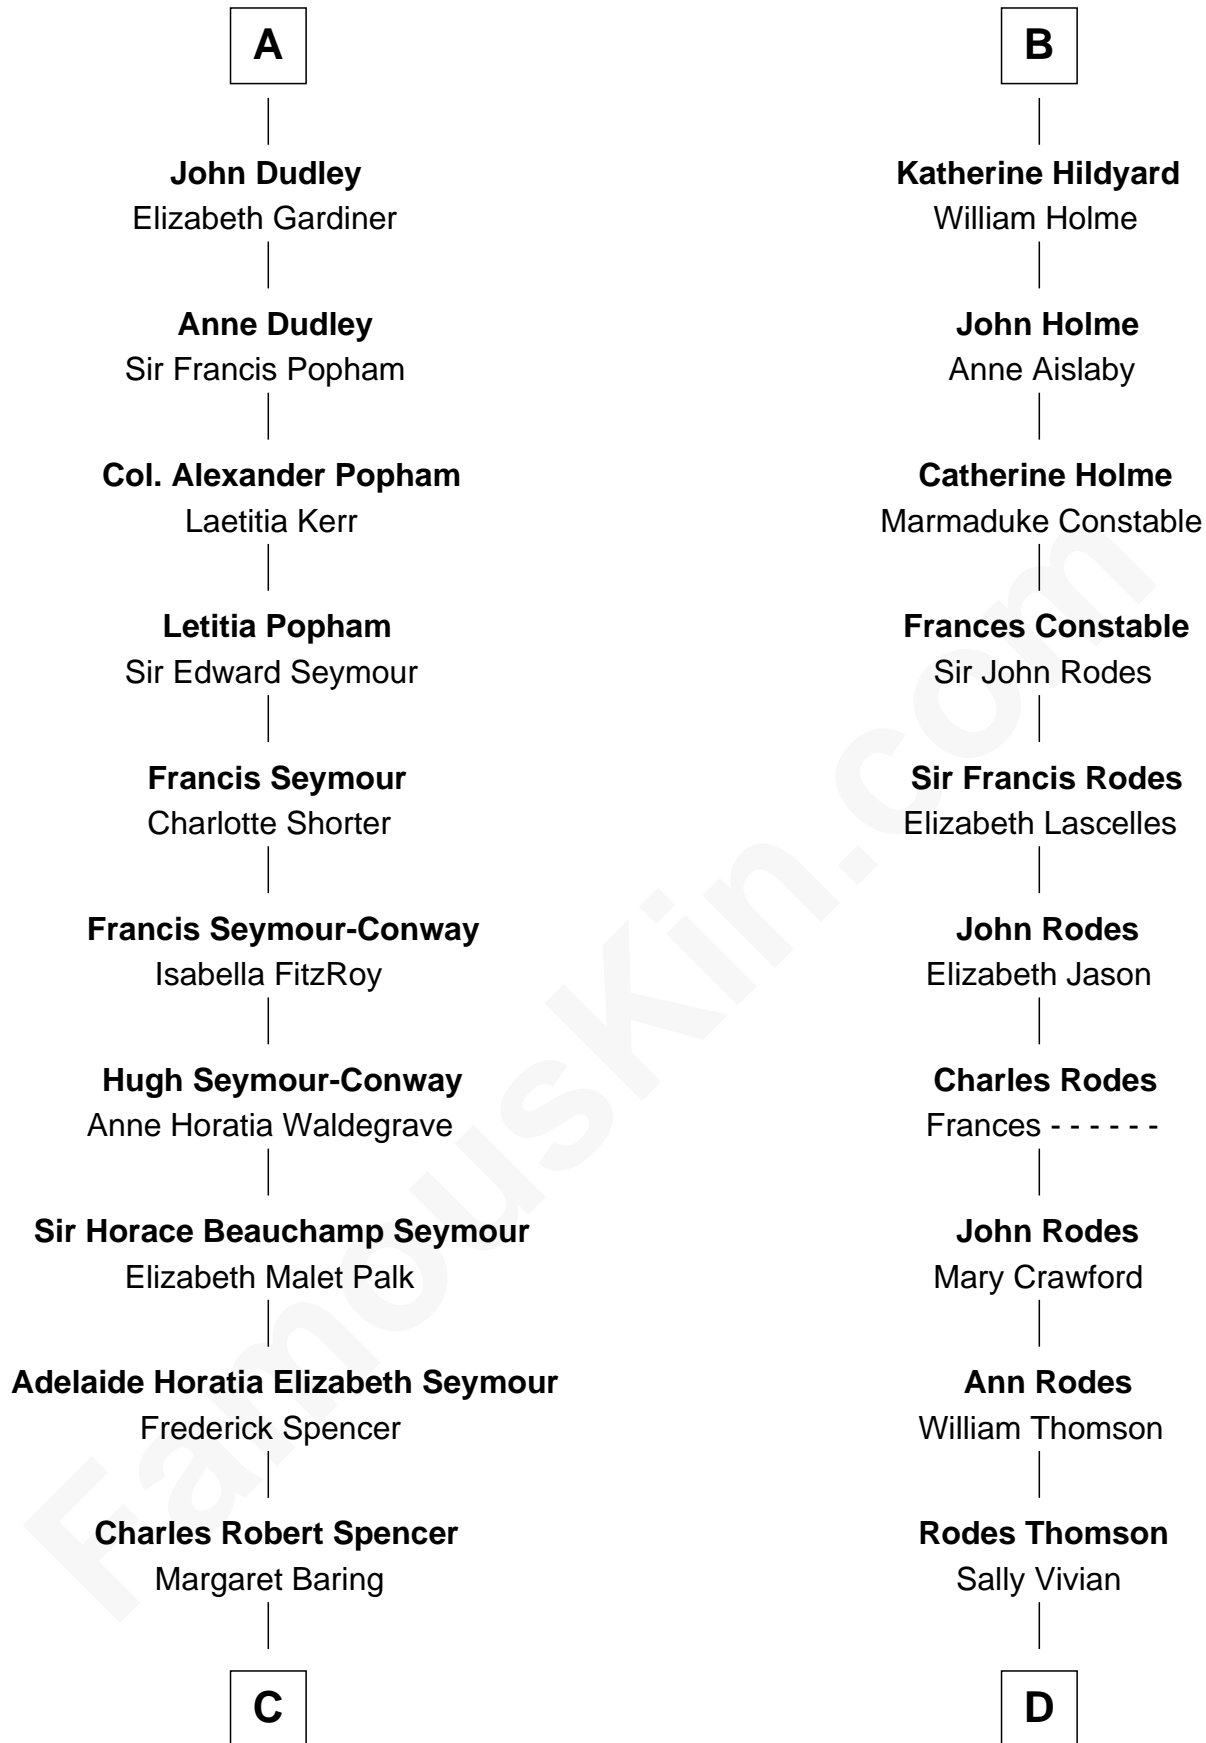 A
John Dudley
Elizabeth Gardiner
Anne Dudley
Sir Francis Popham
Col. Alexander Popham
Laetitia Kerr
Letitia Popham
Sir Edward Seymour
Francis Seymour
Charlotte Shorter
Francis Seymour-Conway
Isabella FitzRoy
Hugh Seymour-Conway
Anne Horatia Waldegrave
Sir Horace Beauchamp Seymour
Elizabeth Malet Palk
Adelaide Horatia Elizabeth Seymour
Frederick Spencer
Charles Robert Spencer
Margaret Baring
C
B
Katherine Hildyard
William Holme
John Holme
Anne Aislaby
Catherine Holme
Marmaduke Constable
Frances Constable
Sir John Rodes
Sir Francis Rodes
Elizabeth Lascelles
John Rodes
Elizabeth Jason
Charles Rodes
Frances - - - - - -
John Rodes
Mary Crawford
Ann Rodes
William Thomson
Rodes Thomson
Sally Vivian
D
FamousKin.com